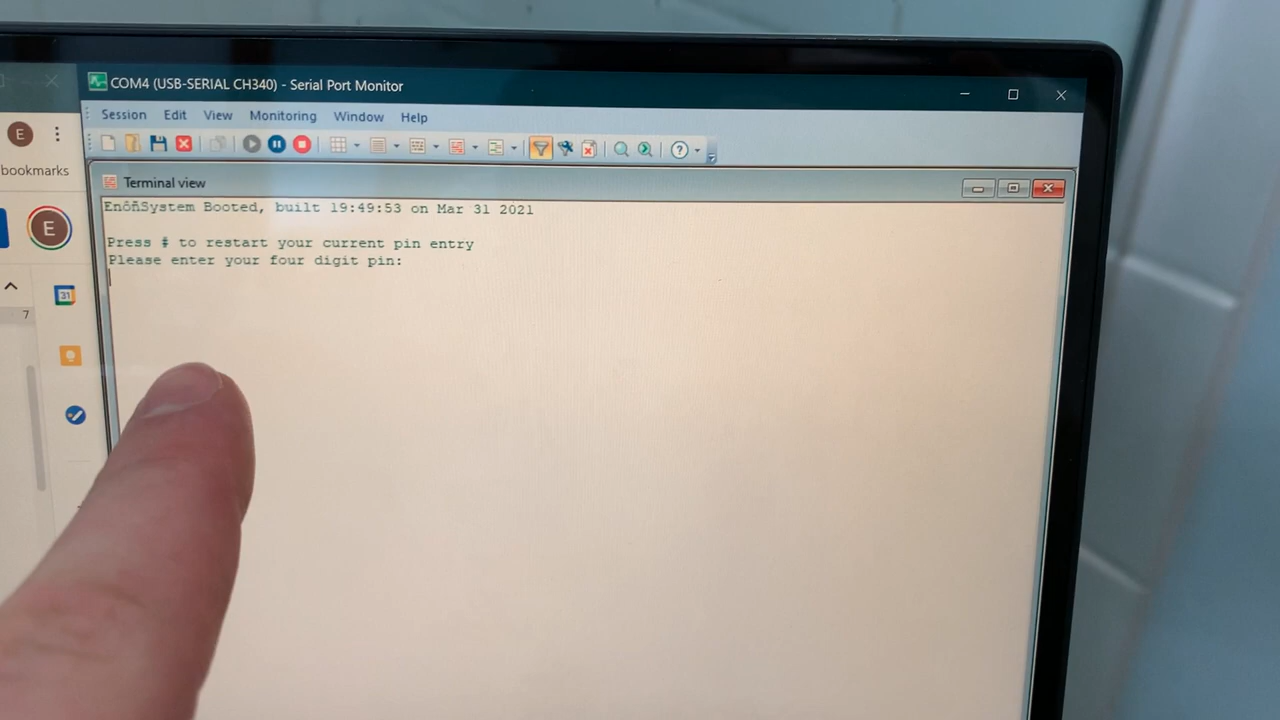 COM4 (USB-SERIAL CH340) - Serial Port Monitor
Session Edit View Monitoring Window Help
E
bookmarks
Terminal view
EnóñSystem Booted, built 19:49:53 on Mar 31 2021
E
Press # to restart your current pin entry
Please enter your four digit pin:
31
7